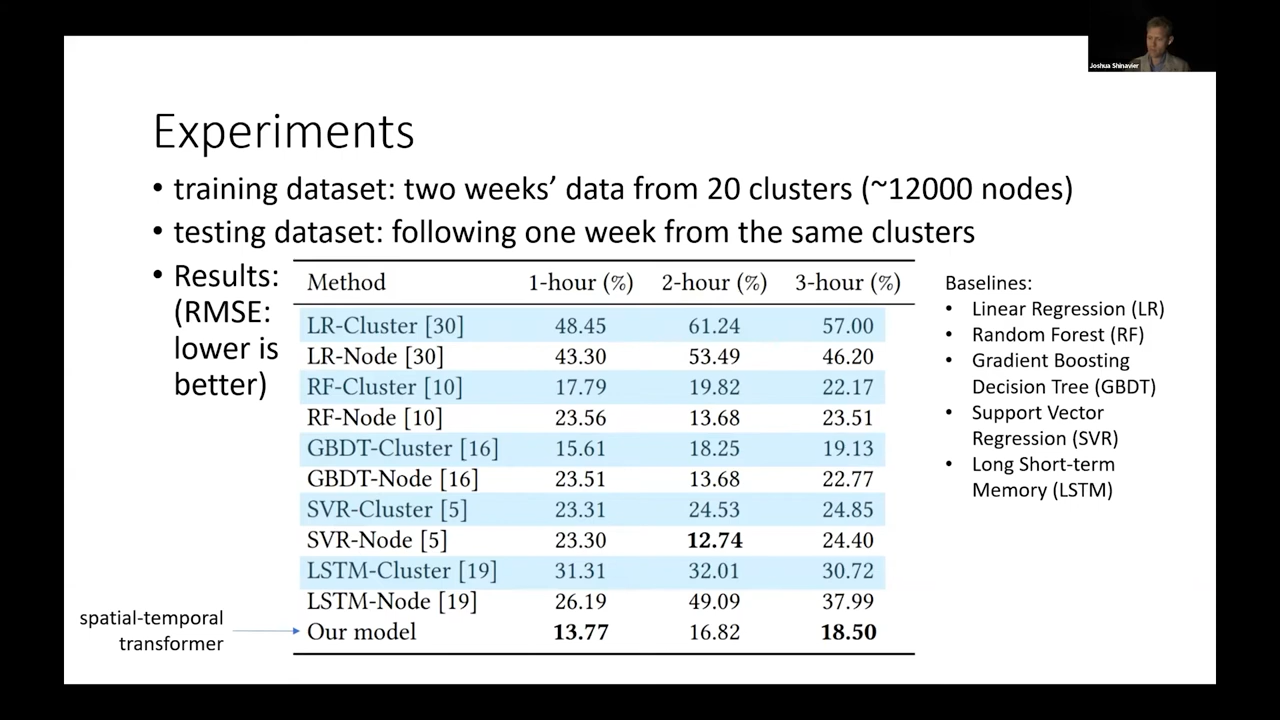 Joshua Shinavier
Experiments
• training dataset: two weeks’ data from 20 clusters (~12000 nodes)
• testing dataset: following one week from the same clusters
• Results:
(RMSE:
lower is
better)
Method 1-hour (%) 2-hour (%) 3-hour (%)
LR-Cluster [30] 48.45 61.24 57.00
LR-Node [30] 43.30 53.49 46.20
RF-Cluster [10] 17.79 19.82 22.17
RF-Node [10] 23.56 13.68 23.51
GBDT-Cluster [16] 15.61 18.25 19.13
GBDT-Node [16] 23.51 13.68 22.77
SVR-Cluster [5] 23.31 24.53 24.85
SVR-Node [5] 23.30 12.74 24.40
LSTM-Cluster [19] 31.31 32.01 30.72
LSTM-Node [19] 26.19 49.09 37.99
Our model 13.77 16.82 18.50
spatial-temporal
transformer
Baselines:
• Linear Regression (LR)
• Random Forest (RF)
• Gradient Boosting
Decision Tree (GBDT)
• Support Vector
Regression (SVR)
• Long Short-term
Memory (LSTM)